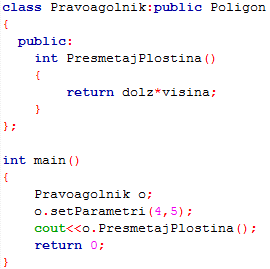 class Pravoagolnik:public Poligon
{
public:
int PresmetajPlostina()
{
return dolz*visina;
}
};
int main()
{
Pravoagolnik o;
o.setParametri(4,5);
cout<<o.PresmetajPlostina();
return 0;
}